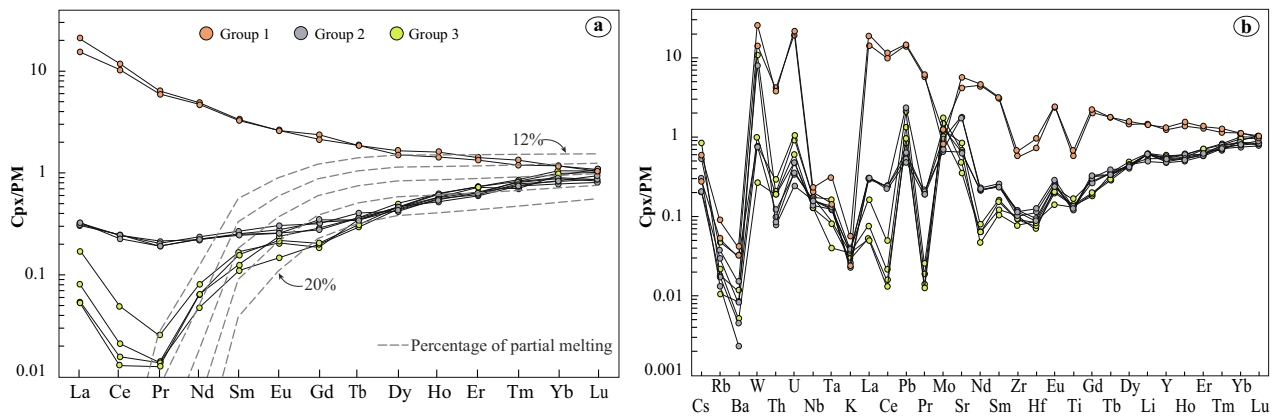 Group 1 Group 2 Group 3 a
Cpx/PM
10
1
0.1
0.01
12%
20%
Percentage of partial melting
La Ce Pr Nd Sm Eu Gd Tb Dy Ho Er Tm Yb Lu
b
Cpx/PM
10
1
0.1
0.01
0.001
Rb W U Ta La Pb Mo Nd Zr Eu Gd Dy Y Er Yb
Cs Ba Th Nb K Ce Pr Sr Sm Hf Ti Tb Li Ho Tm Lu